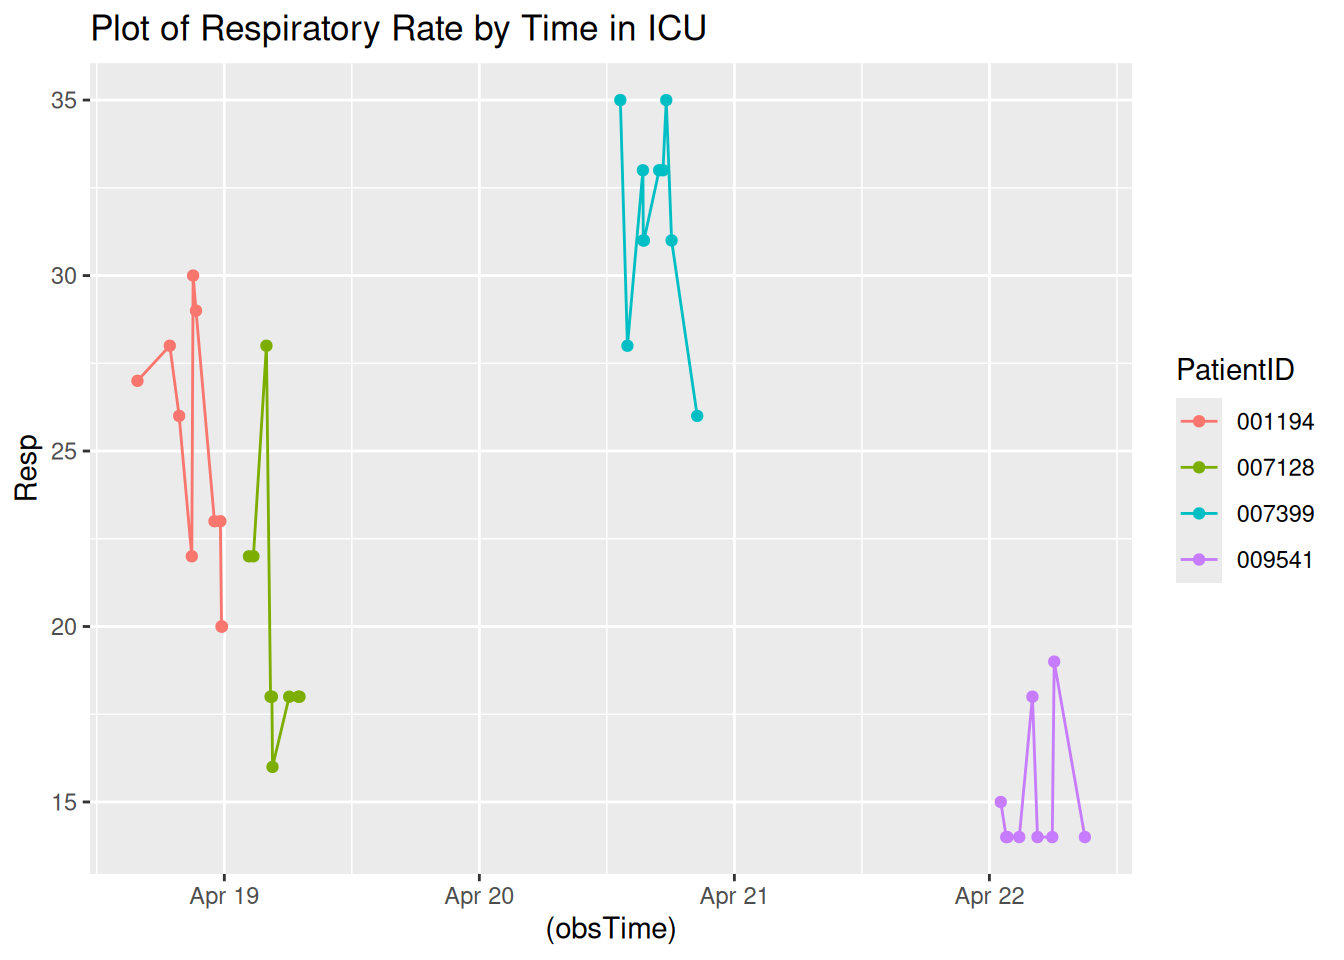 Plot of Respiratory Rate by Time in ICU
35
30
25
20
15
Resp
Apr 19
Apr 20
Apr 21
Apr 22
(obsTime)
PatientID
001194
007128
007399
009541